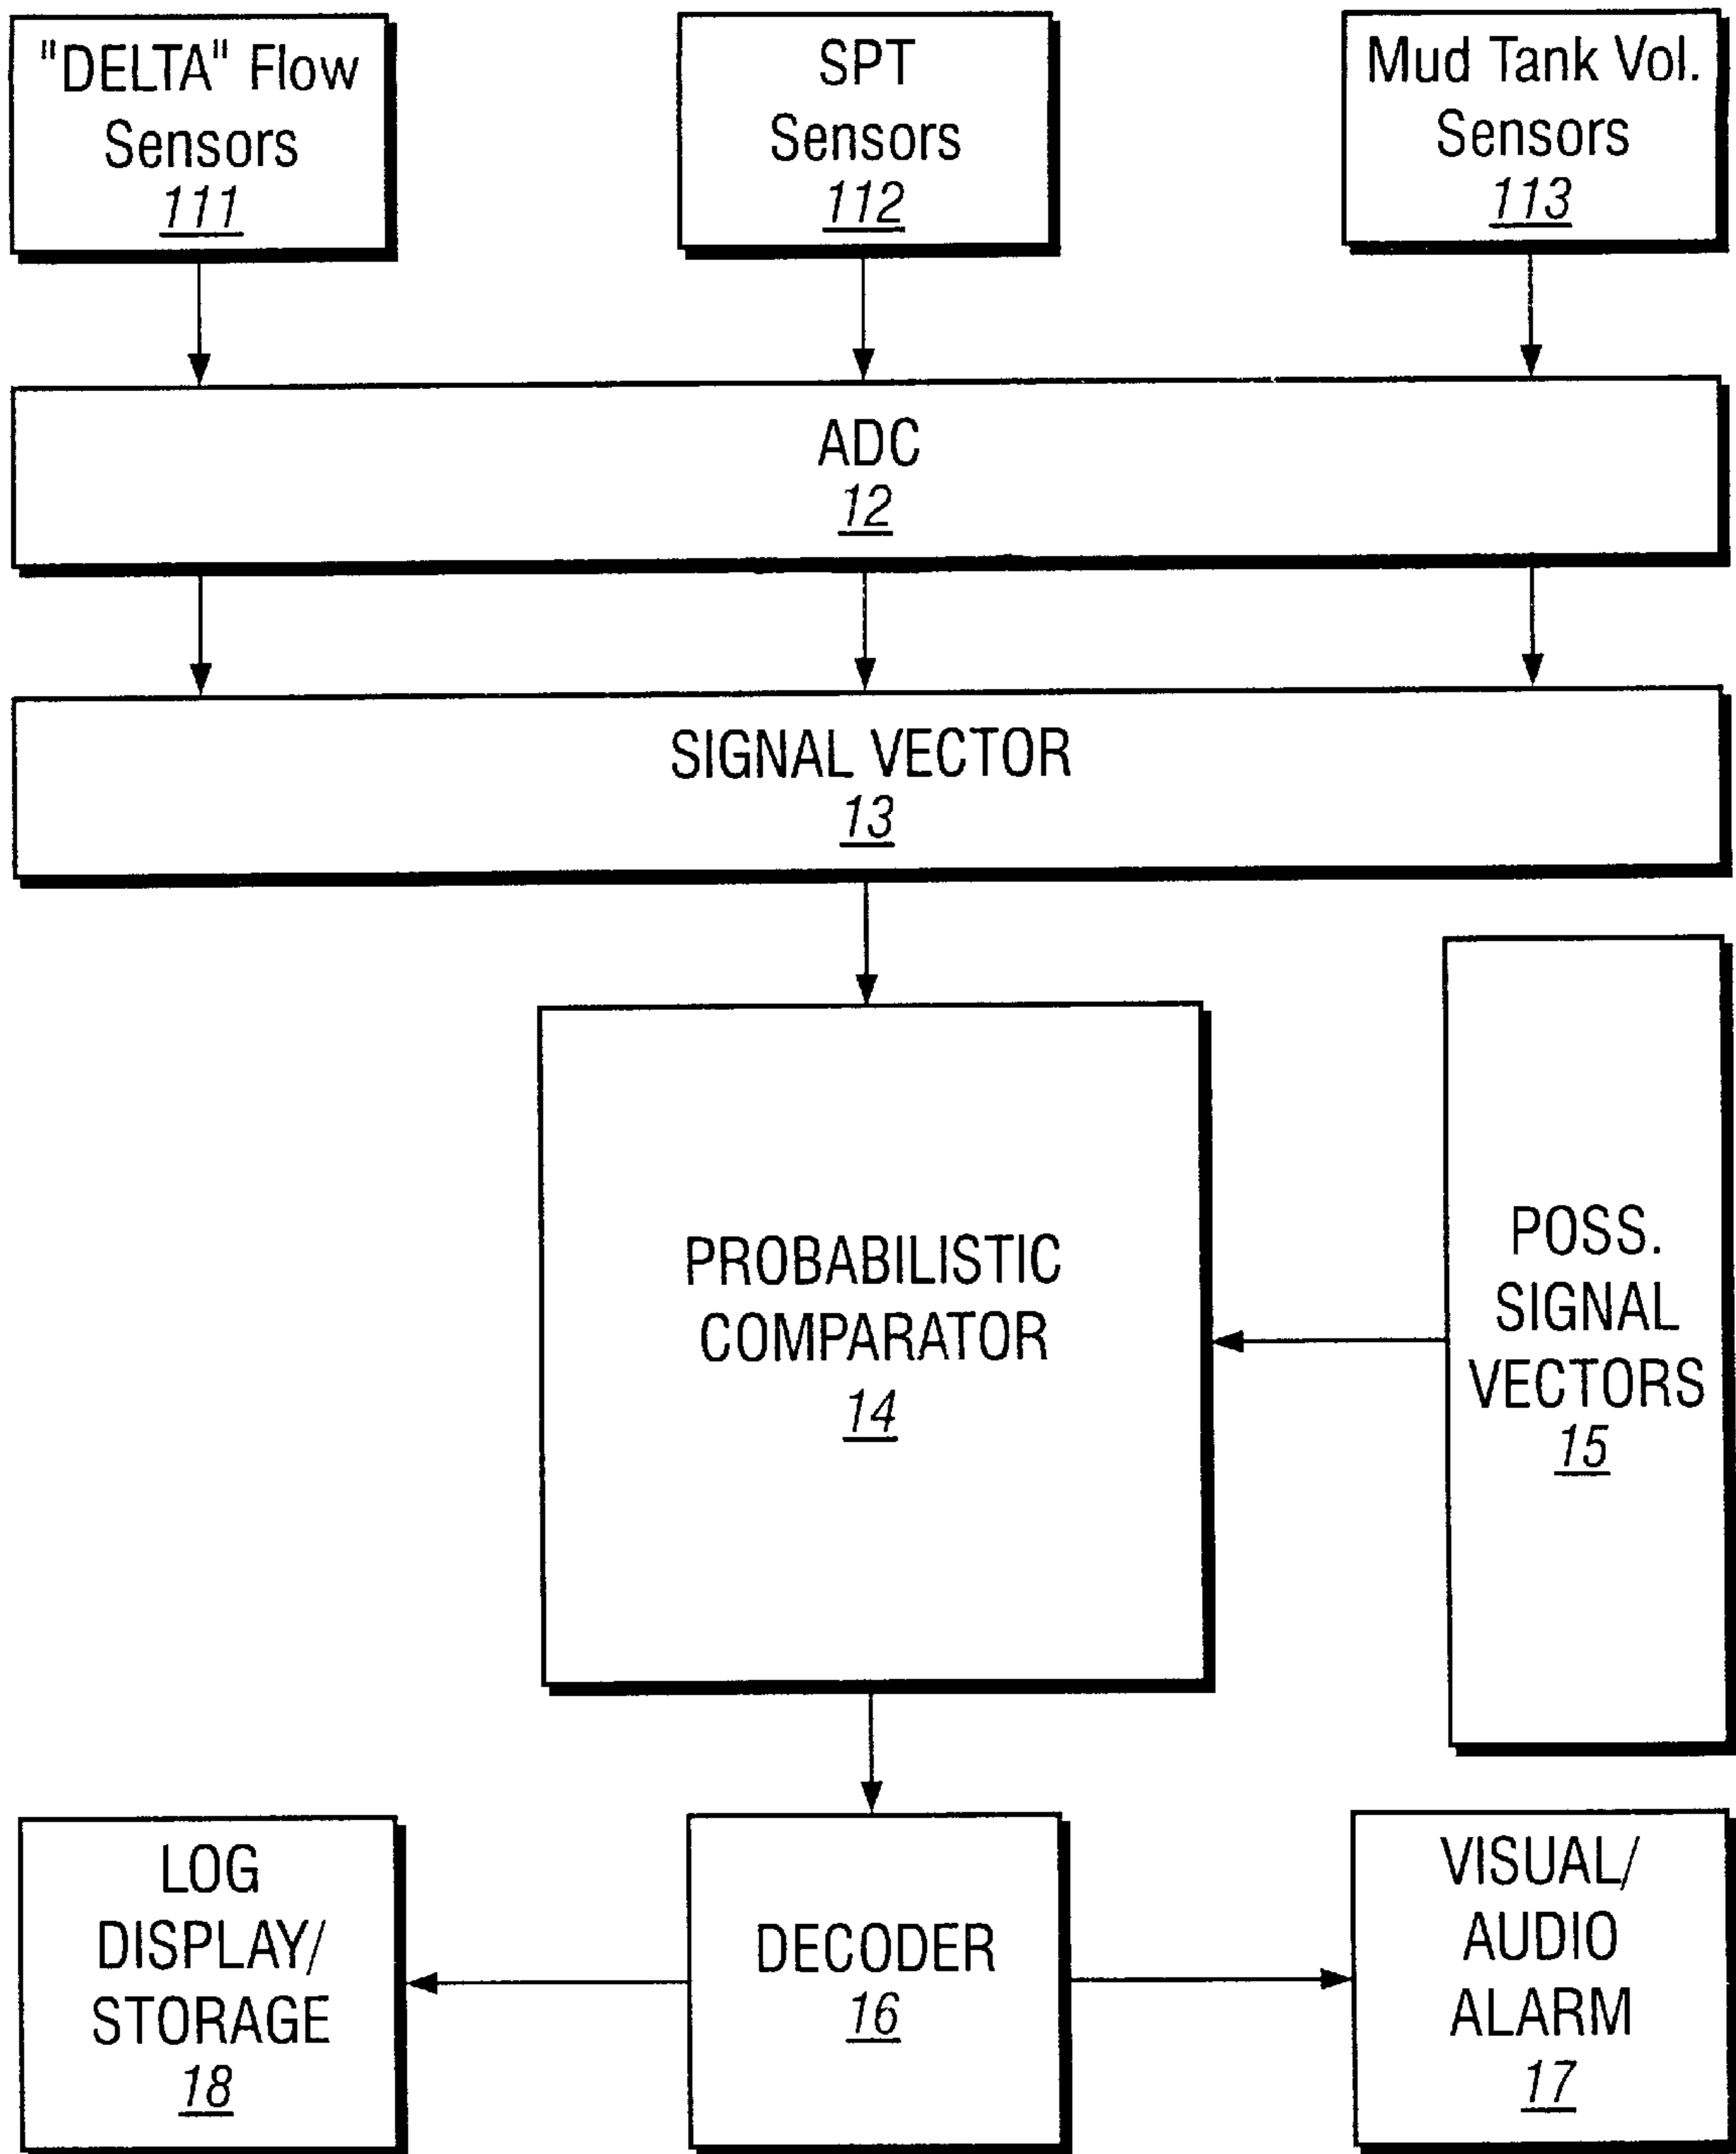 "DELTA" Flow
Sensors
111
SPT
Sensors
112
Mud Tank Vol.
Sensors
113
ADC
12
SIGNAL VECTOR
13
PROBABILISTIC
COMPARATOR
14
POSS.
SIGNAL
VECTORS
15
LOG
DISPLAY/
STORAGE
18
DECODER
16
VISUAL/
AUDIO
ALARM
17